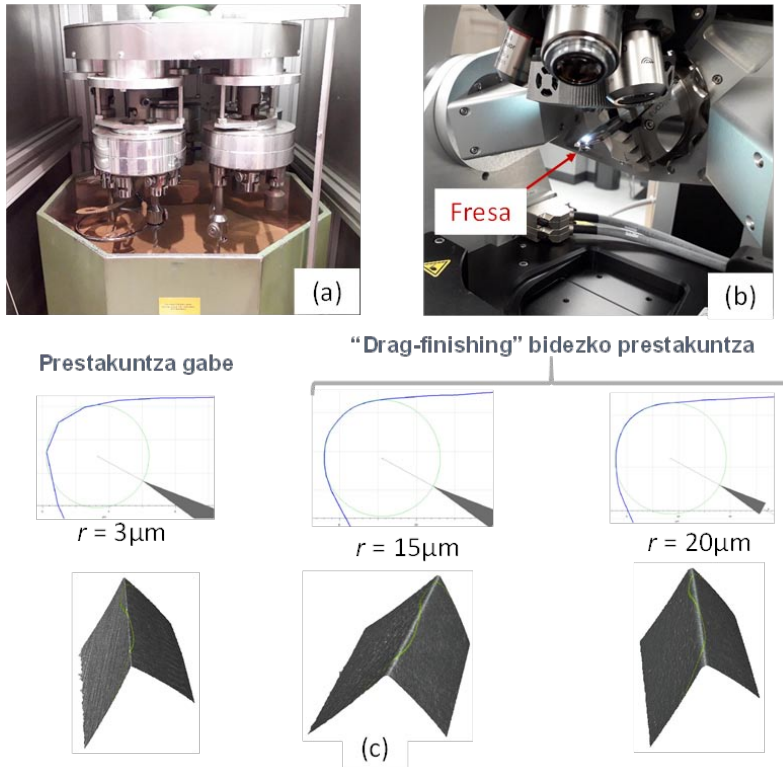 (a)
Fresa
(b)
Prestakuntza gabe
“Drag-finishing” bidezko prestakuntza
r = 3µm
r = 15µm
r = 20µm
(c)